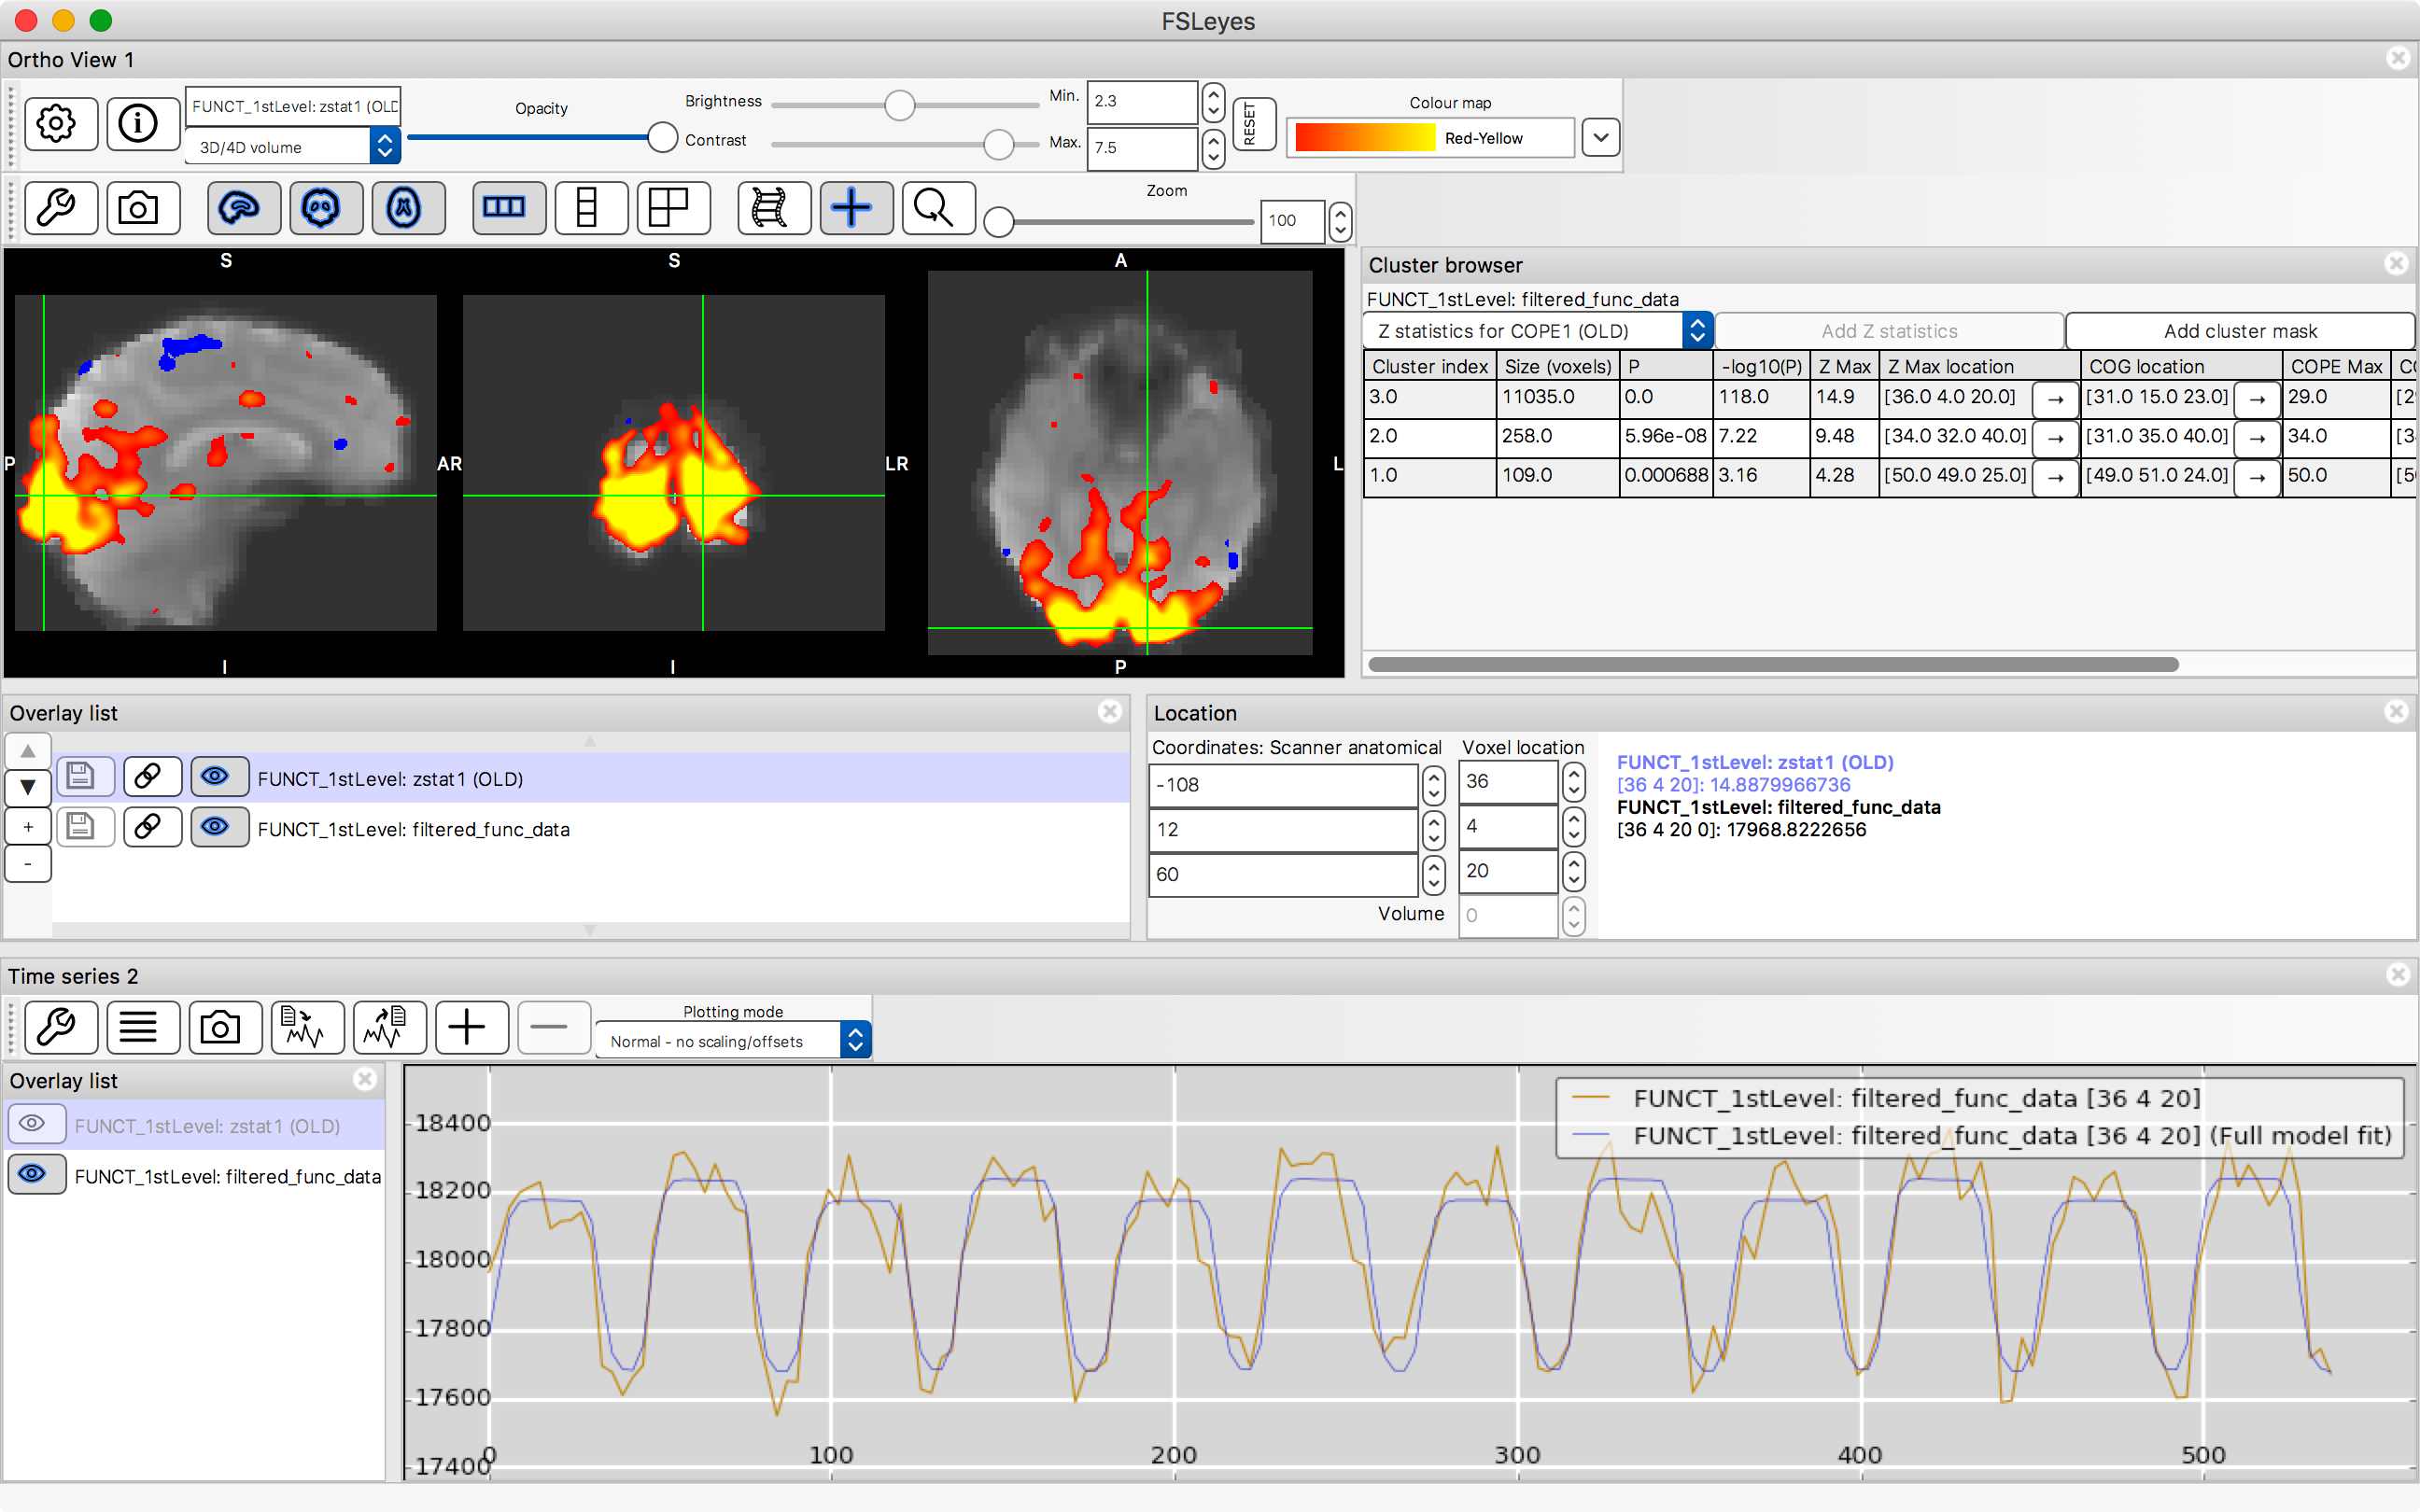 FSLeyes
Ortho View 1
FUNCT_1stLevel: zstat1 (OLD
3D/4D volume
Opacity
Brightness
Contrast
Min.
2.3
Max.
7.5
RESET
Colour map
Red-Yellow
Zoom
100
S
S
A
P
A
R
L
R
L
I
I
P
Cluster browser
FUNCT_1stLevel: filtered_func_data
Z statistics for COPE1 (OLD)
Add Z statistics
Add cluster mask
Cluster index Size (voxels) P -log10(P) Z Max Z Max location COG location COPE Max CO
3.0 11035.0 0.0 118.0 14.9 [36.0 4.0 20.0] → [31.0 15.0 23.0] → 29.0 [2
2.0 258.0 5.96e-08 7.22 9.48 [34.0 32.0 40.0] → [31.0 35.0 40.0] → 34.0 [3
1.0 109.0 0.000688 3.16 4.28 [50.0 49.0 25.0] → [49.0 51.0 24.0] → 50.0 [5
Overlay list
FUNCT_1stLevel: zstat1 (OLD)
FUNCT_1stLevel: filtered_func_data
+
-
Location
Coordinates: Scanner anatomical
Voxel location
-108
36
12
4
60
20
Volume
0
FUNCT_1stLevel: zstat1 (OLD)
[36 4 20]: 14.8879966736
FUNCT_1stLevel: filtered_func_data
[36 4 20 0]: 17968.8222656
Time series 2
Plotting mode
Normal - no scaling/offsets
Overlay list
FUNCT_1stLevel: zstat1 (OLD)
FUNCT_1stLevel: filtered_func_data
FUNCT_1stLevel: filtered_func_data [36 4 20]
FUNCT_1stLevel: filtered_func_data [36 4 20] (Full model fit)
18400
18200
18000
17800
17600
17400
0
100
200
300
400
500